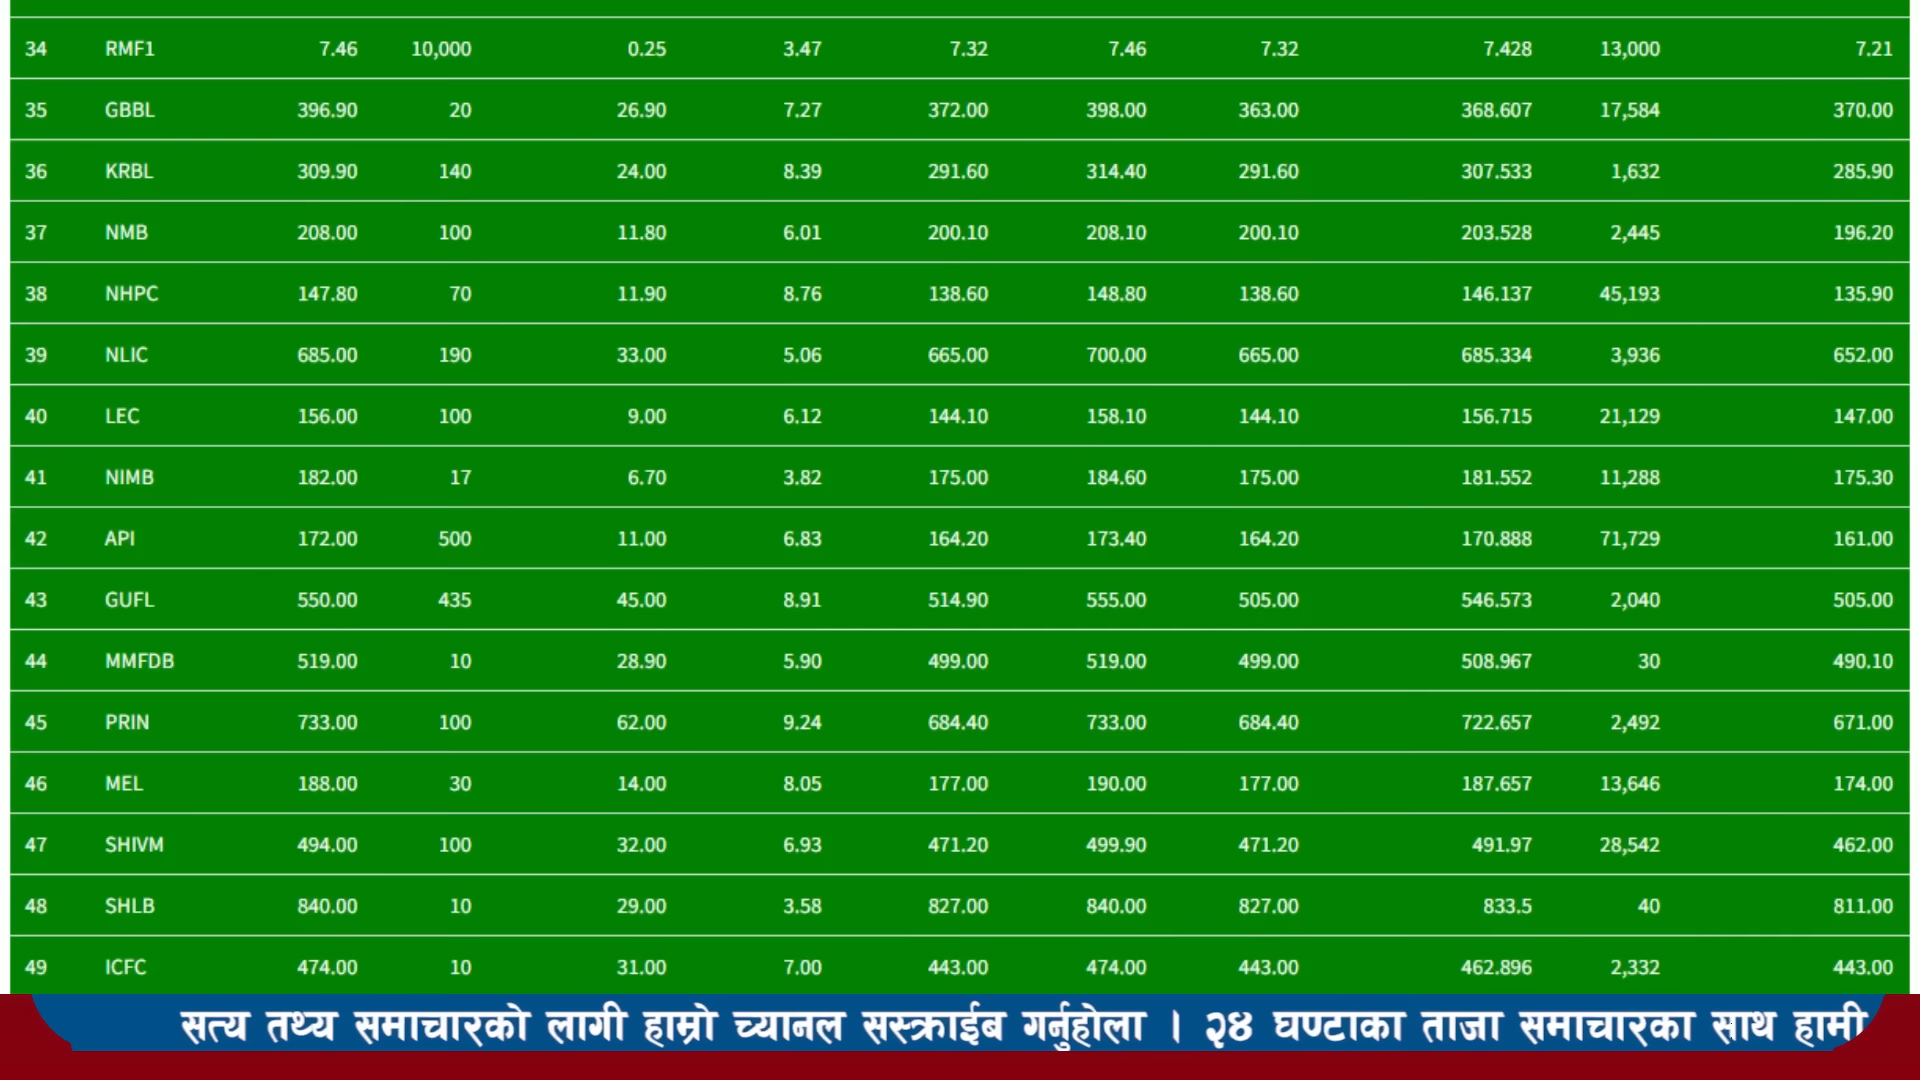 34 RMF1 7.46 10,000 0.25 3.47 7.32 7.46 7.32 7.428 13,000 7.21
35 GBBL 396.90 20 26.90 7.27 372.00 398.00 363.00 368.607 17,584 370.00
36 KRBL 309.90 140 24.00 8.39 291.60 314.40 291.60 307.533 1,632 285.90
37 NMB 208.00 100 11.80 6.01 200.10 208.10 200.10 203.528 2,445 196.20
38 NHPC 147.80 70 11.90 8.76 138.60 148.80 138.60 146.137 45,193 135.90
39 NLIC 685.00 190 33.00 5.06 665.00 700.00 665.00 685.334 3,936 652.00
40 LEC 156.00 100 9.00 6.12 144.10 158.10 144.10 156.715 21,129 147.00
41 NIMB 182.00 17 6.70 3.82 175.00 184.60 175.00 181.552 11,288 175.30
42 API 172.00 500 11.00 6.83 164.20 173.40 164.20 170.888 71,729 161.00
43 GUFL 550.00 435 45.00 8.91 514.90 555.00 505.00 546.573 2,040 505.00
44 MMFDB 519.00 10 28.90 5.90 499.00 519.00 499.00 508.967 30 490.10
45 PRIN 733.00 100 62.00 9.24 684.40 733.00 684.40 722.657 2,492 671.00
46 MEL 188.00 30 14.00 8.05 177.00 190.00 177.00 187.657 13,646 174.00
47 SHIVM 494.00 100 32.00 6.93 471.20 499.90 471.20 491.97 28,542 462.00
48 SHLB 840.00 10 29.00 3.58 827.00 840.00 827.00 833.5 40 811.00
49 ICFC 474.00 10 31.00 7.00 443.00 474.00 443.00 462.896 2,332 443.00
सत्य तथ्य समाचारको लागी हाम्रो च्यानल सस्क्राईब गर्नुहोला । २४ घण्टाका ताजा समाचारका साथ हामी